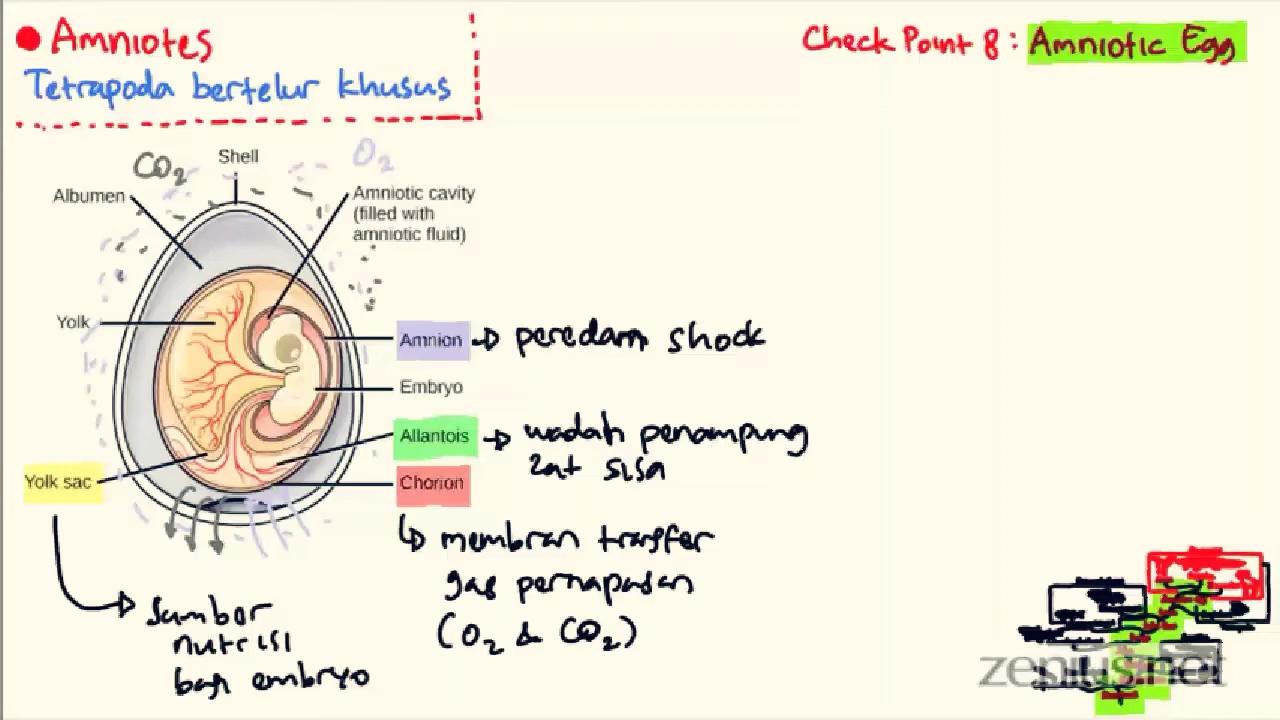 Amniotes
Tetrapoda bertelur khusus
Check Point 8 : Amniotic Egg
CO2
Shell
O2
Albumen
Amniotic cavity
(filled with
amniotic fluid)
Yolk
Amnion → peredam shock
Embryo
Allantois → wadah penampung
zat sisa
Yolk sac
Chorion
↳ membran transfer
gas pernapasan
(O2 & CO2)
sumber
nutrisi
bagi embryo
zenius.net